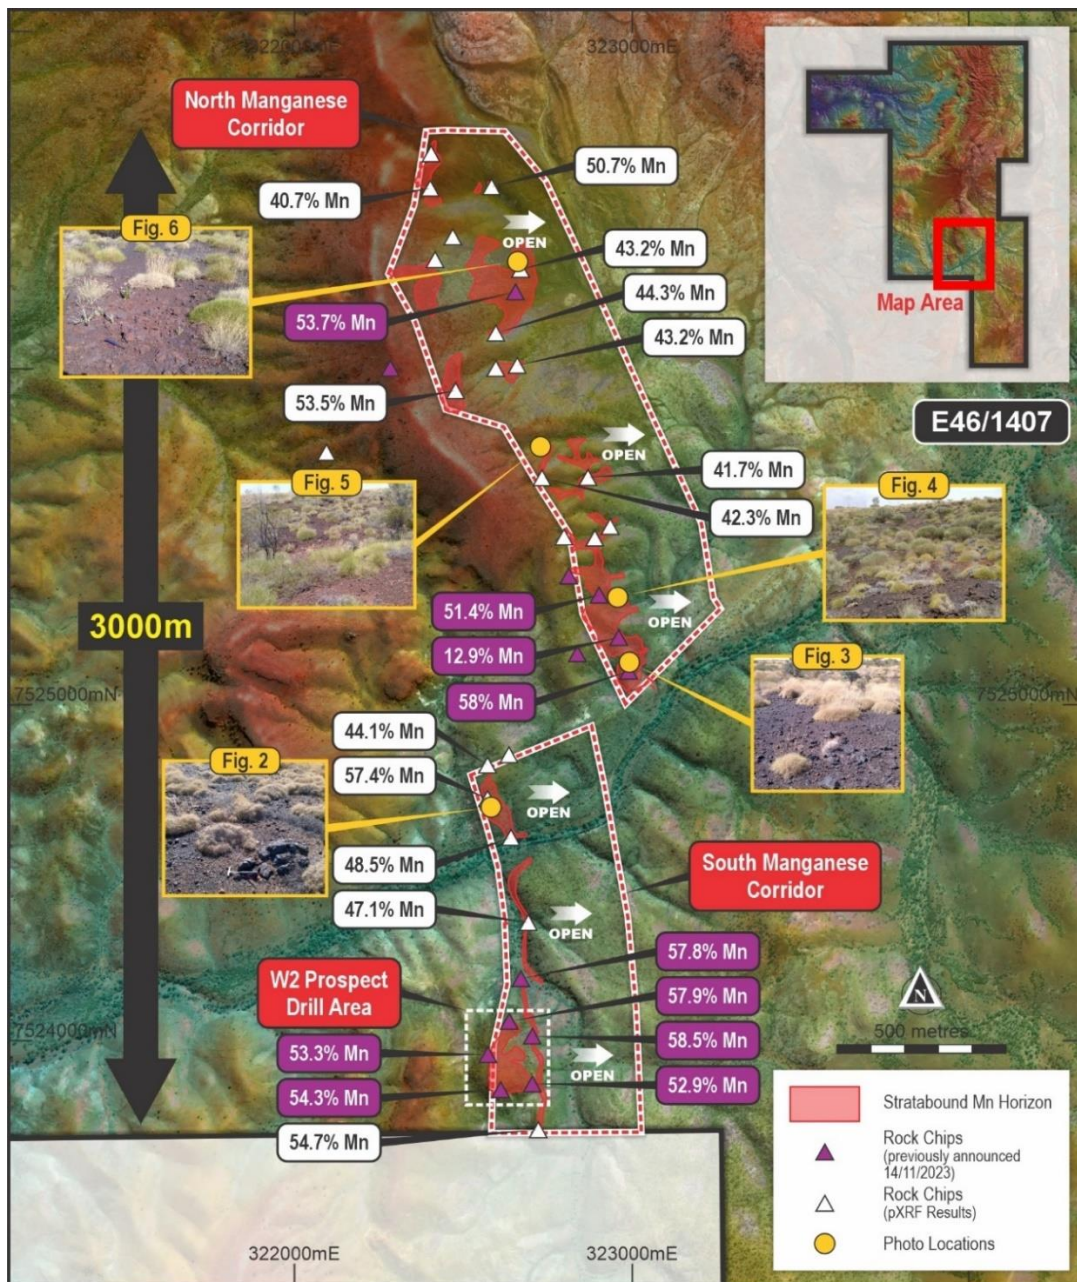 322000mE
323000mE
North Manganese
Corridor
50.7% Mn
40.7% Mn
Fig. 6
OPEN
43.2% Mn
44.3% Mn
53.7% Mn
43.2% Mn
53.5% Mn
Map Area
E46/1407
OPEN
41.7% Mn
Fig. 5
Fig. 4
42.3% Mn
3000m
51.4% Mn
OPEN
12.9% Mn
Fig. 3
58% Mn
7525000mN
7525000mN
44.1% Mn
Fig. 2
57.4% Mn
OPEN
48.5% Mn
South Manganese
Corridor
47.1% Mn
OPEN
57.8% Mn
W2 Prospect
Drill Area
57.9% Mn
N
7524000mN
500 metres
58.5% Mn
53.3% Mn
OPEN
52.9% Mn
54.3% Mn
54.7% Mn
Stratabound Mn Horizon
Rock Chips
(previously announced
14/11/2023)
Rock Chips
(pXRF Results)
Photo Locations
322000mE
323000mE